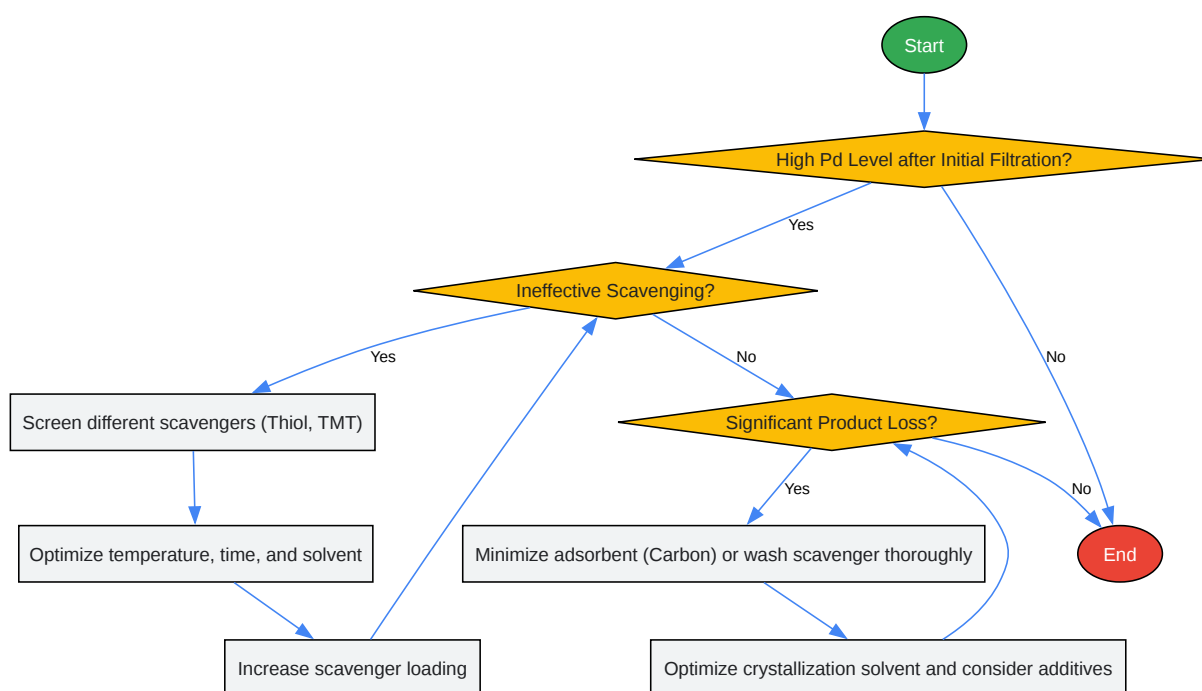 Start
High Pd Level after Initial Filtration?
Yes
Ineffective Scavenging?
Yes
No
No
Screen different scavengers (Thiol, TMT)
Significant Product Loss?
Yes
No
Optimize temperature, time, and solvent
Minimize adsorbent (Carbon) or wash scavenger thoroughly
End
Increase scavenger loading
Optimize crystallization solvent and consider additives